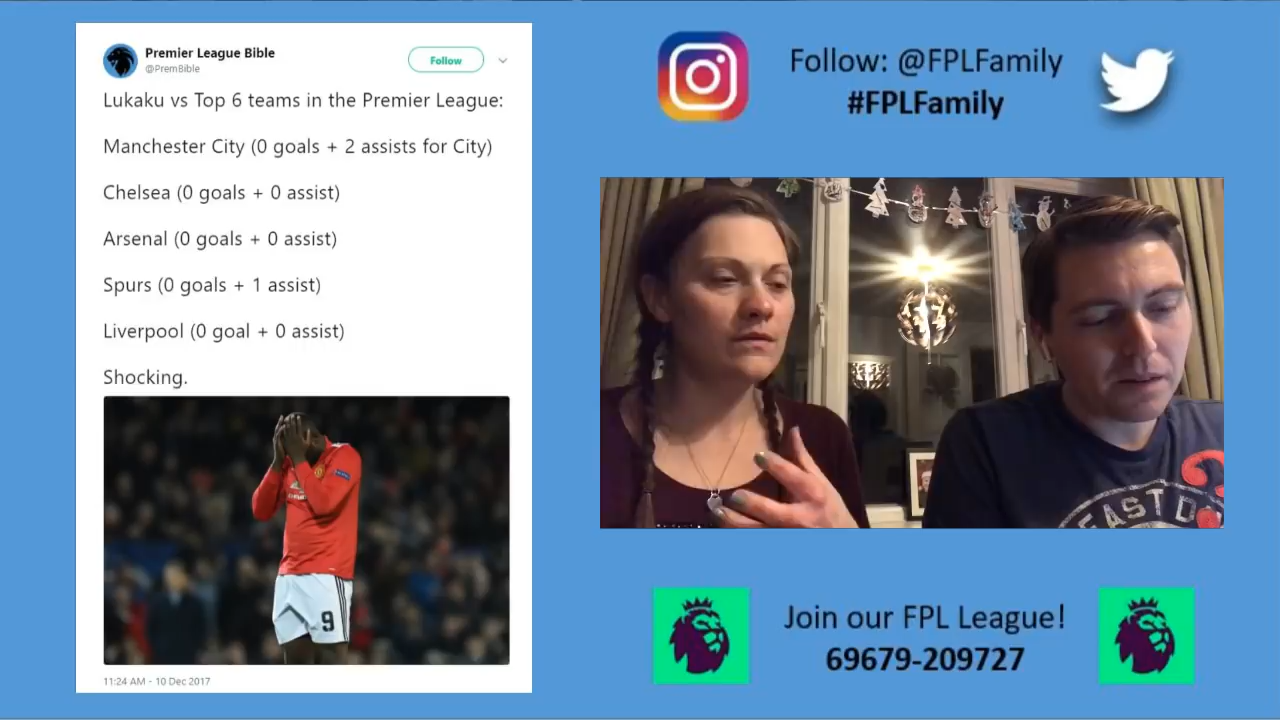 Premier League Bible
@PremBible
Follow
Lukaku vs Top 6 teams in the Premier League:
Manchester City (0 goals + 2 assists for City)
Chelsea (0 goals + 0 assist)
Arsenal (0 goals + 0 assist)
Spurs (0 goals + 1 assist)
Liverpool (0 goal + 0 assist)
Shocking.
9
11:24 AM - 10 Dec 2017
Follow: @FPLFamily
#FPLFamily
EAST D
Join our FPL League!
69679-209727